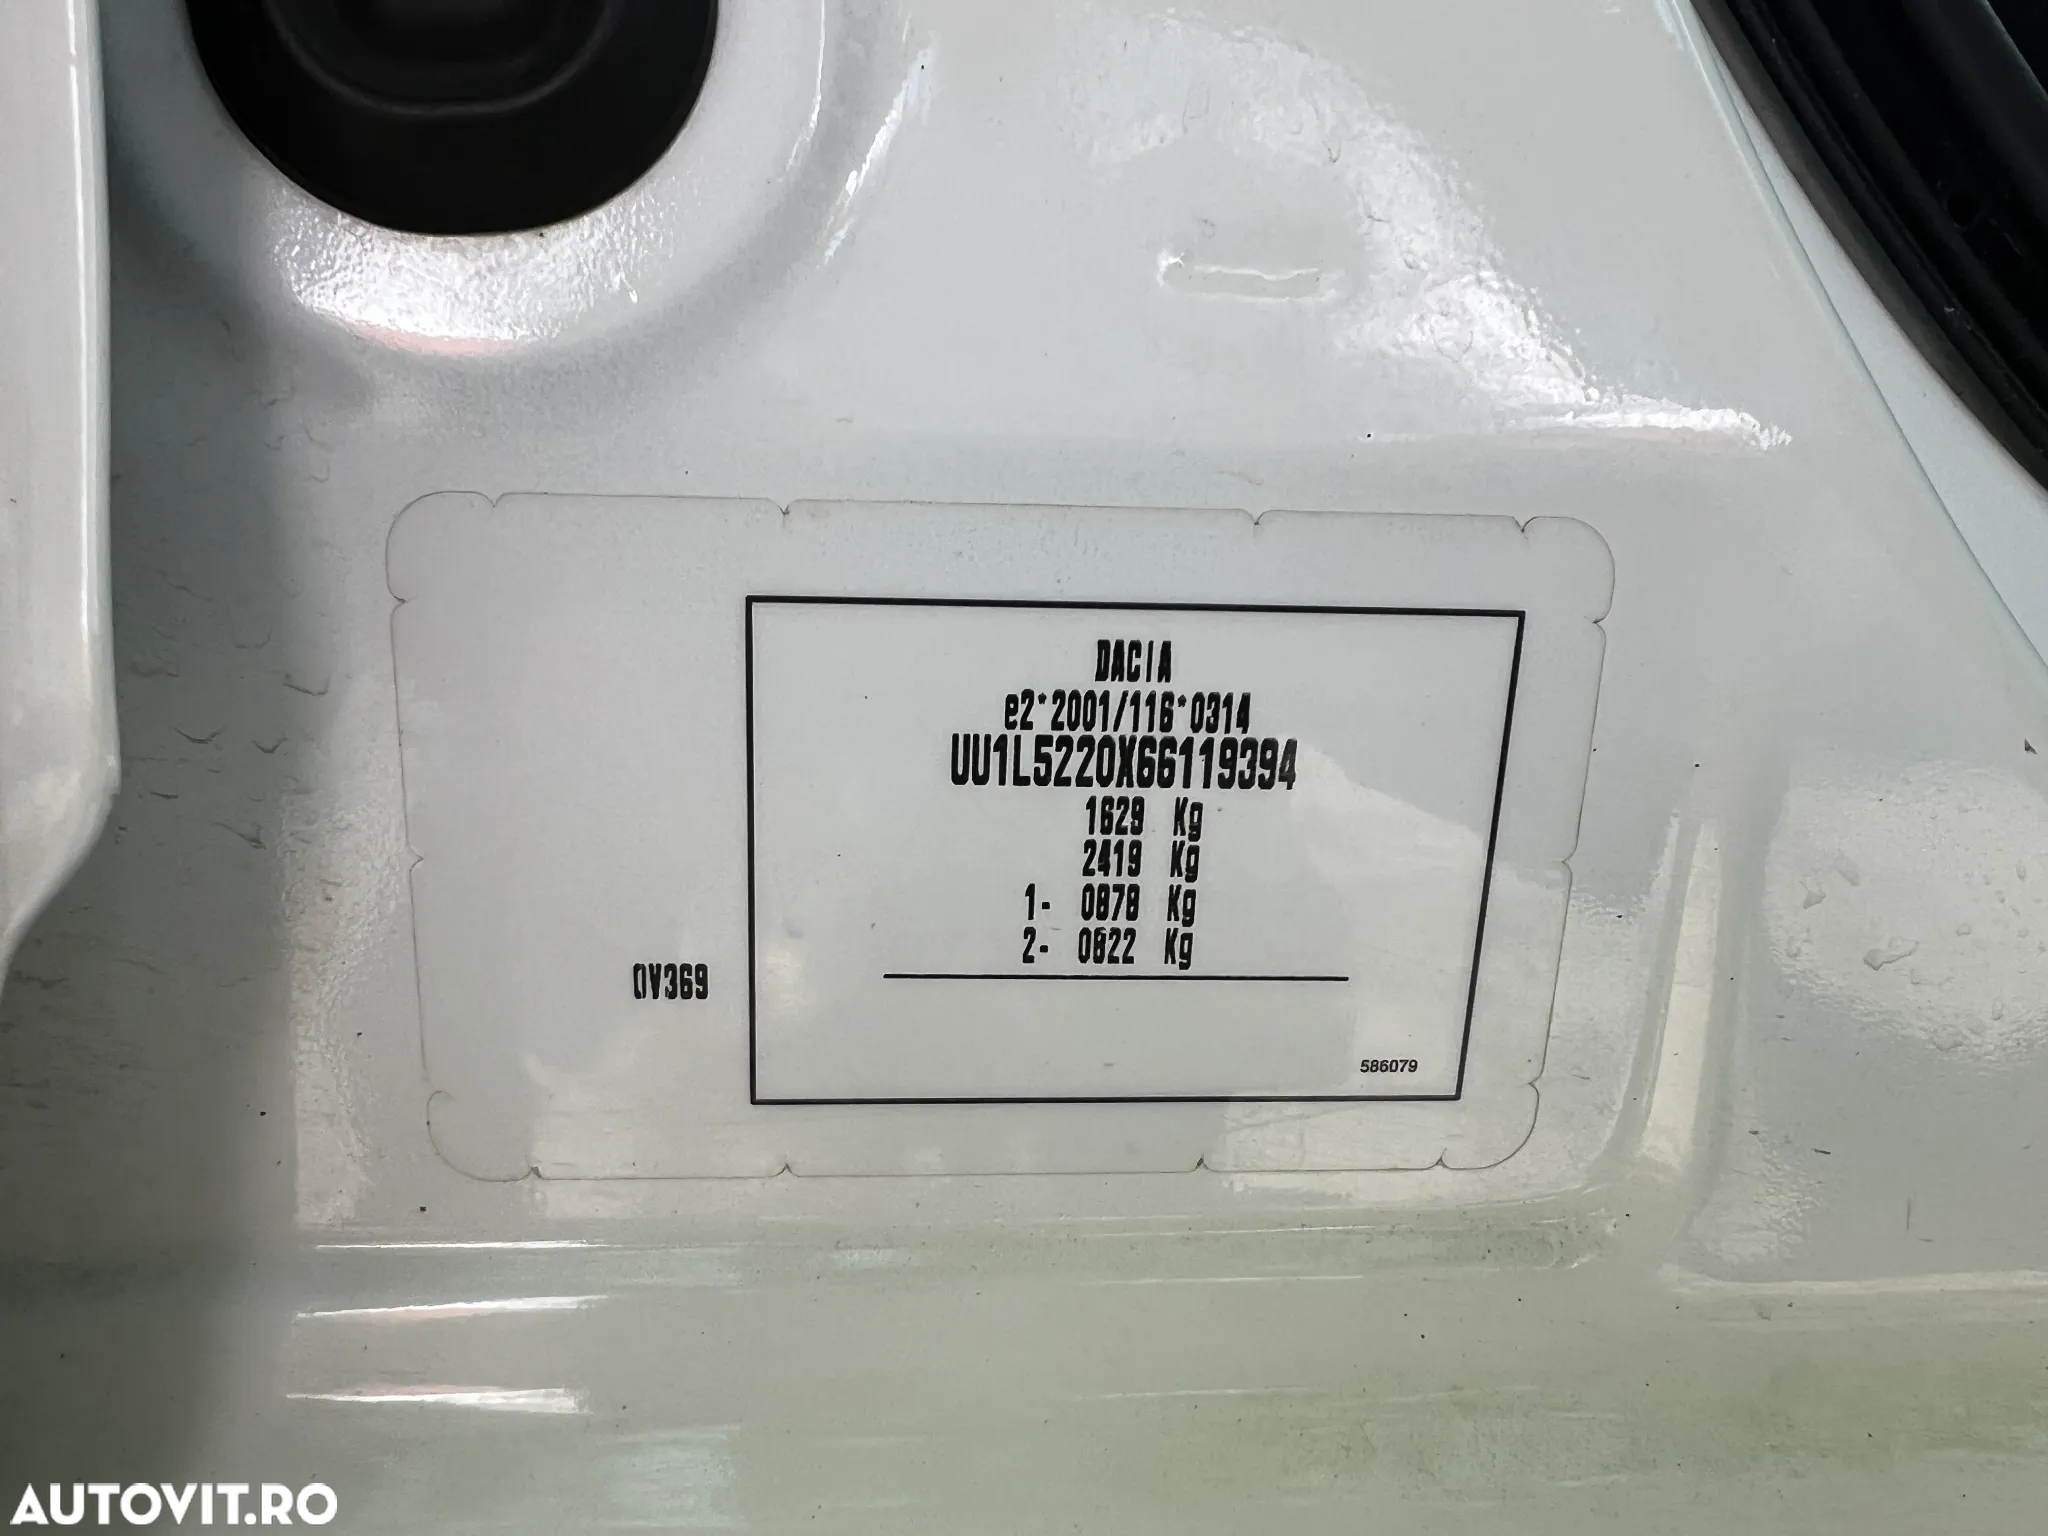 DACIA
e2*2001/116*0314
UU1L5220X66119394
1629 Kg
2419 Kg
1- 0878 Kg
2- 0822 Kg
0V369
586079
AUTOVIT.RO